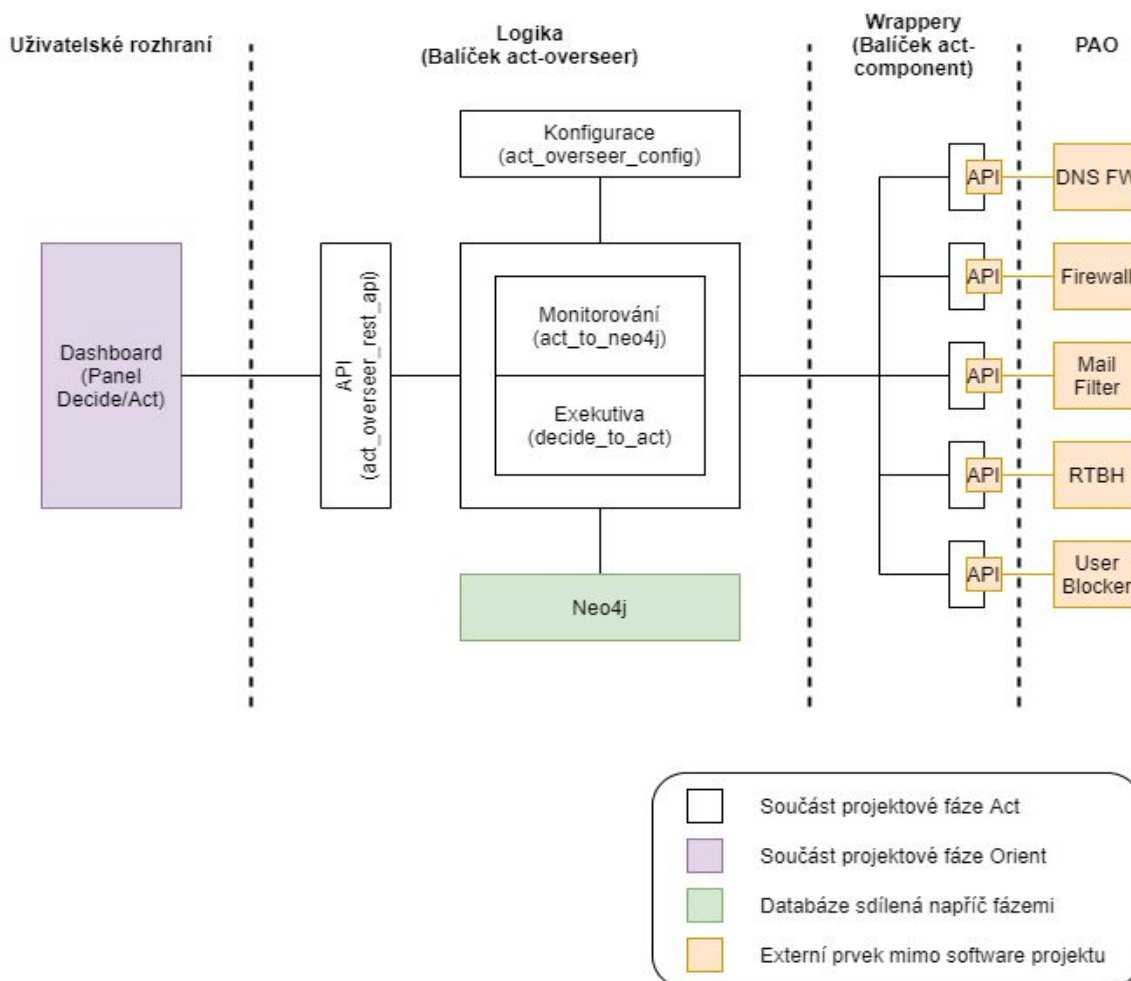 Uživatelské rozhraní
Logika
(Balíček act-overseer)
Wrappery
(Balíček act-
component)
PAO
Konfigurace
(act_overseer_config)
Dashboard
(Panel
Decide/Act)
API
(act_overseer_rest_api)
Monitorování
(act_to_neo4j)
Exekutiva
(decide_to_act)
Neo4j
API
DNS FW
API
Firewall
API
Mail
Filter
API
RTBH
API
User
Blocker
Součást projektové fáze Act
Součást projektové fáze Orient
Databáze sdílená napříč fázemi
Externí prvek mimo software projektu